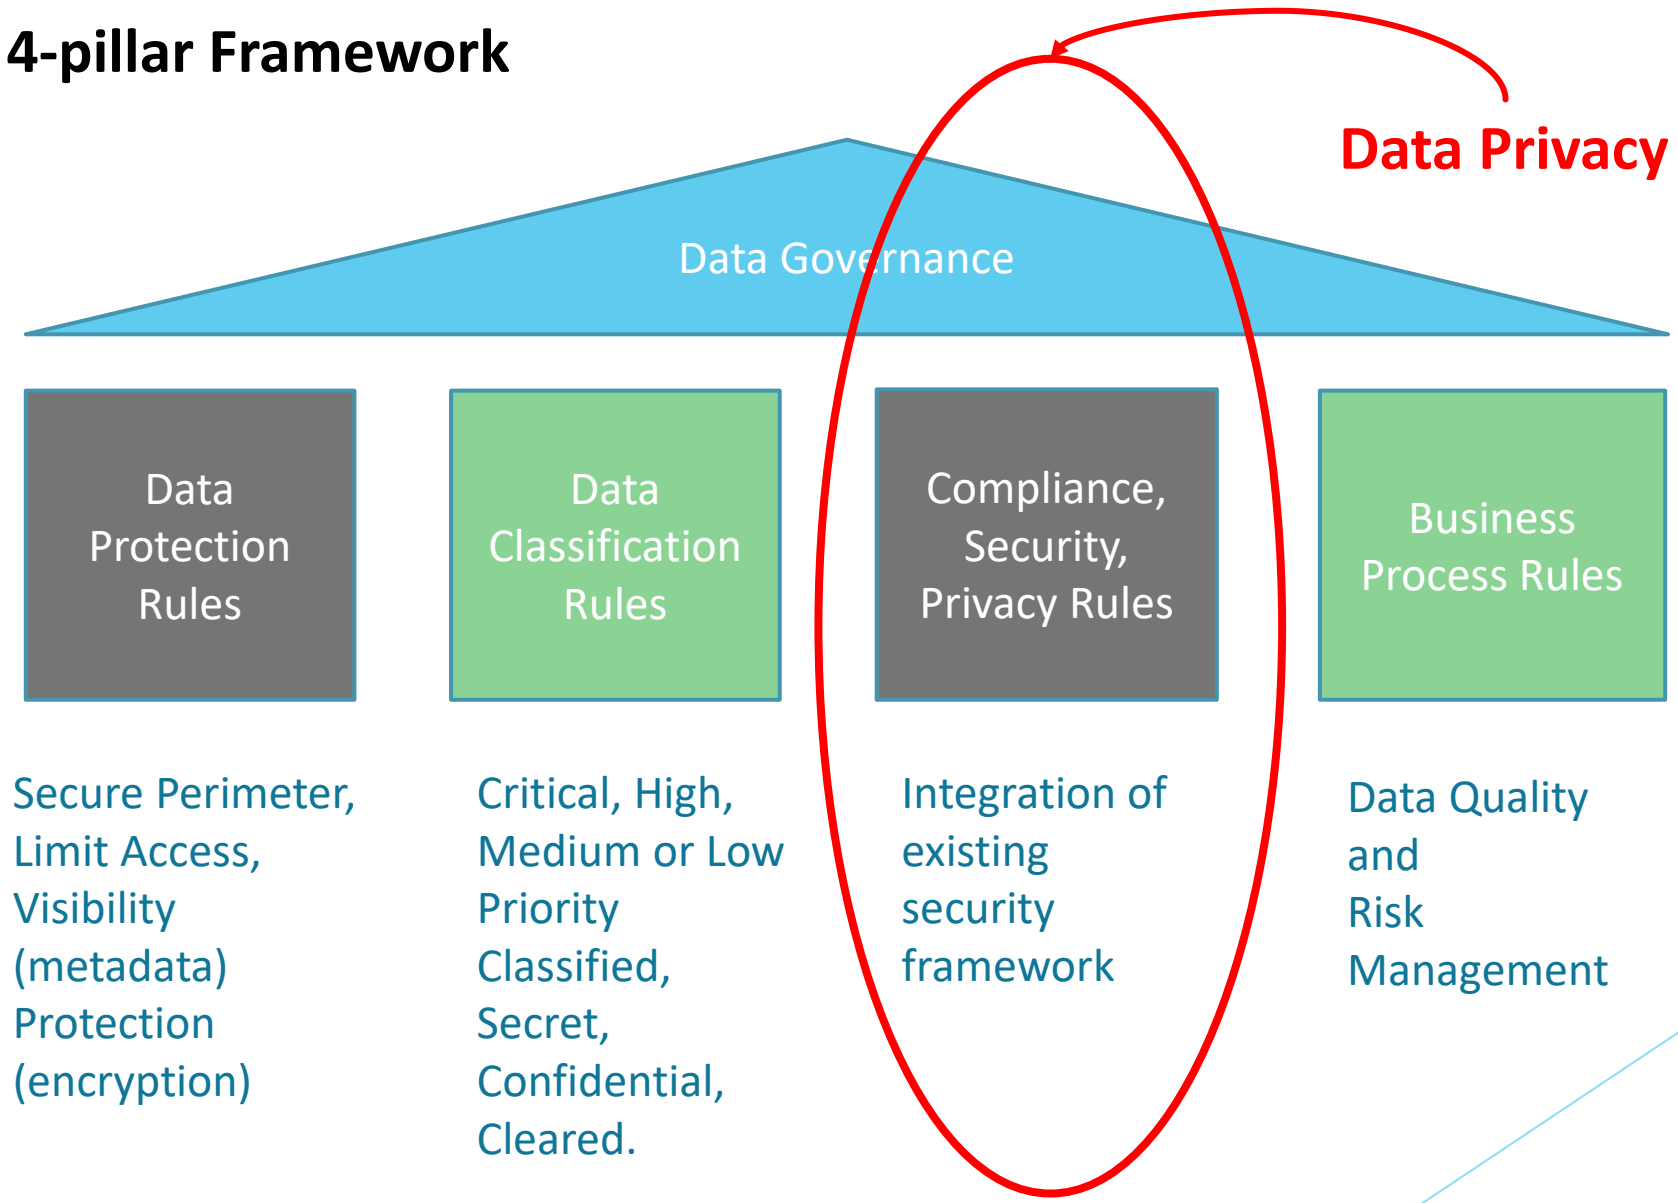 4-pillar Framework
Data Privacy
Data Governance
Data
Protection
Rules
Data
Classification
Rules
Compliance,
Security,
Privacy Rules
Business
Process Rules
Secure Perimeter,
Limit Access,
Visibility
(metadata)
Protection
(encryption)
Critical, High,
Medium or Low
Priority
Classified,
Secret,
Confidential,
Cleared.
Integration of
existing
security
framework
Data Quality
and
Risk
Management